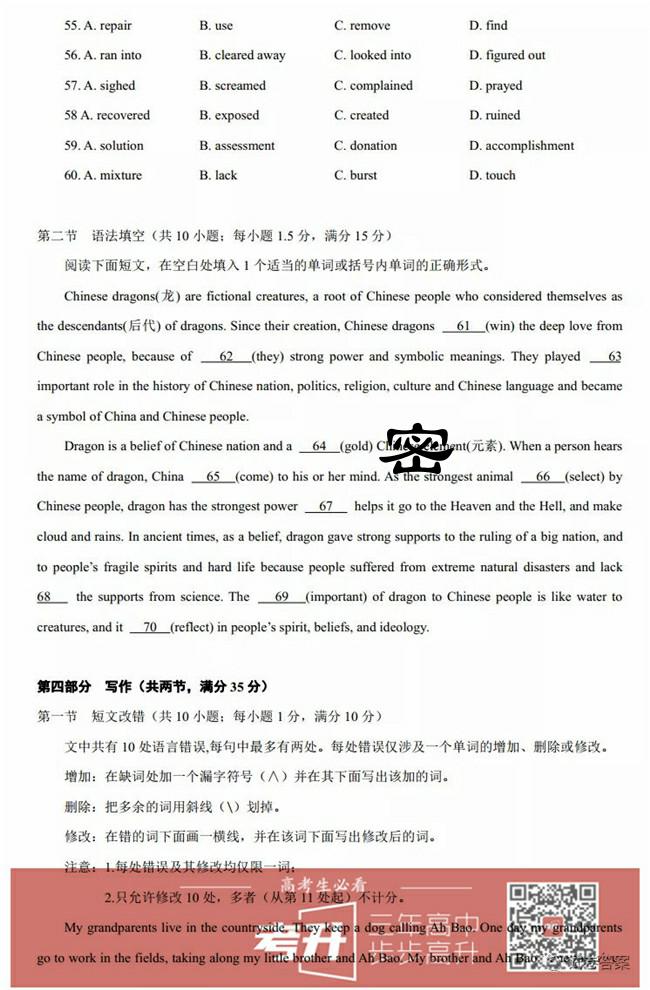 55. A. repair B. use C. remove D. find
56. A. ran into B. cleared away C. looked into D. figured out
57. A. sighed B. screamed C. complained D. prayed
58 A. recovered B. exposed C. created D. ruined
59. A. solution B. assessment C. donation D. accomplishment
60. A. mixture B. lack C. burst D. touch
第二节 语法填空（共 10 小题；每小题 1.5 分，满分 15 分）
阅读下面短文，在空白处填入 1 个适当的单词或括号内单词的正确形式。
Chinese dragons(龙) are fictional creatures, a root of Chinese people who considered themselves as
the descendants(后代) of dragons. Since their creation, Chinese dragons 61 (win) the deep love from
Chinese people, because of 62 (they) strong power and symbolic meanings. They played 63
important role in the history of Chinese nation, politics, religion, culture and Chinese language and became
a symbol of China and Chinese people.
密
Dragon is a belief of Chinese nation and a 64 (gold) Chinese element(元素). When a person hears
the name of dragon, China 65 (come) to his or her mind. As the strongest animal 66 (select) by
Chinese people, dragon has the strongest power 67 helps it go to the Heaven and the Hell, and make
cloud and rains. In ancient times, as a belief, dragon gave strong supports to the ruling of a big nation, and
to people's fragile spirits and hard life because people suffered from extreme natural disasters and lack
68 the supports from science. The 69 (important) of dragon to Chinese people is like water to
creatures, and it 70 (reflect) in people's spirit, beliefs, and ideology.
第四部分 写作（共两节，满分 35 分）
第一节 短文改错（共 10 小题；每小题 1 分，满分 10 分）
文中共有 10 处语言错误,每句中最多有两处。每处错误仅涉及一个单词的增加、删除或修改。
增加：在缺词处加一个漏字符号（∧）并在其下面写出该加的词。
删除：把多余的词用斜线（\）划掉。
修改：在错的词下面画一横线，并在该词下面写出修改后的词。
注意：1.每处错误及其修改均仅限一词；
高考生必看
2.只允许修改 10 处，多者（从第 11 处起）不计分。
考升
三年高中
步步高升
My grandparents live in the countryside. They keep a dog calling Ah Bao. One day my grandparents
go to work in the fields, taking along my little brother and Ah Bao. My brother and Ah Bao
答案